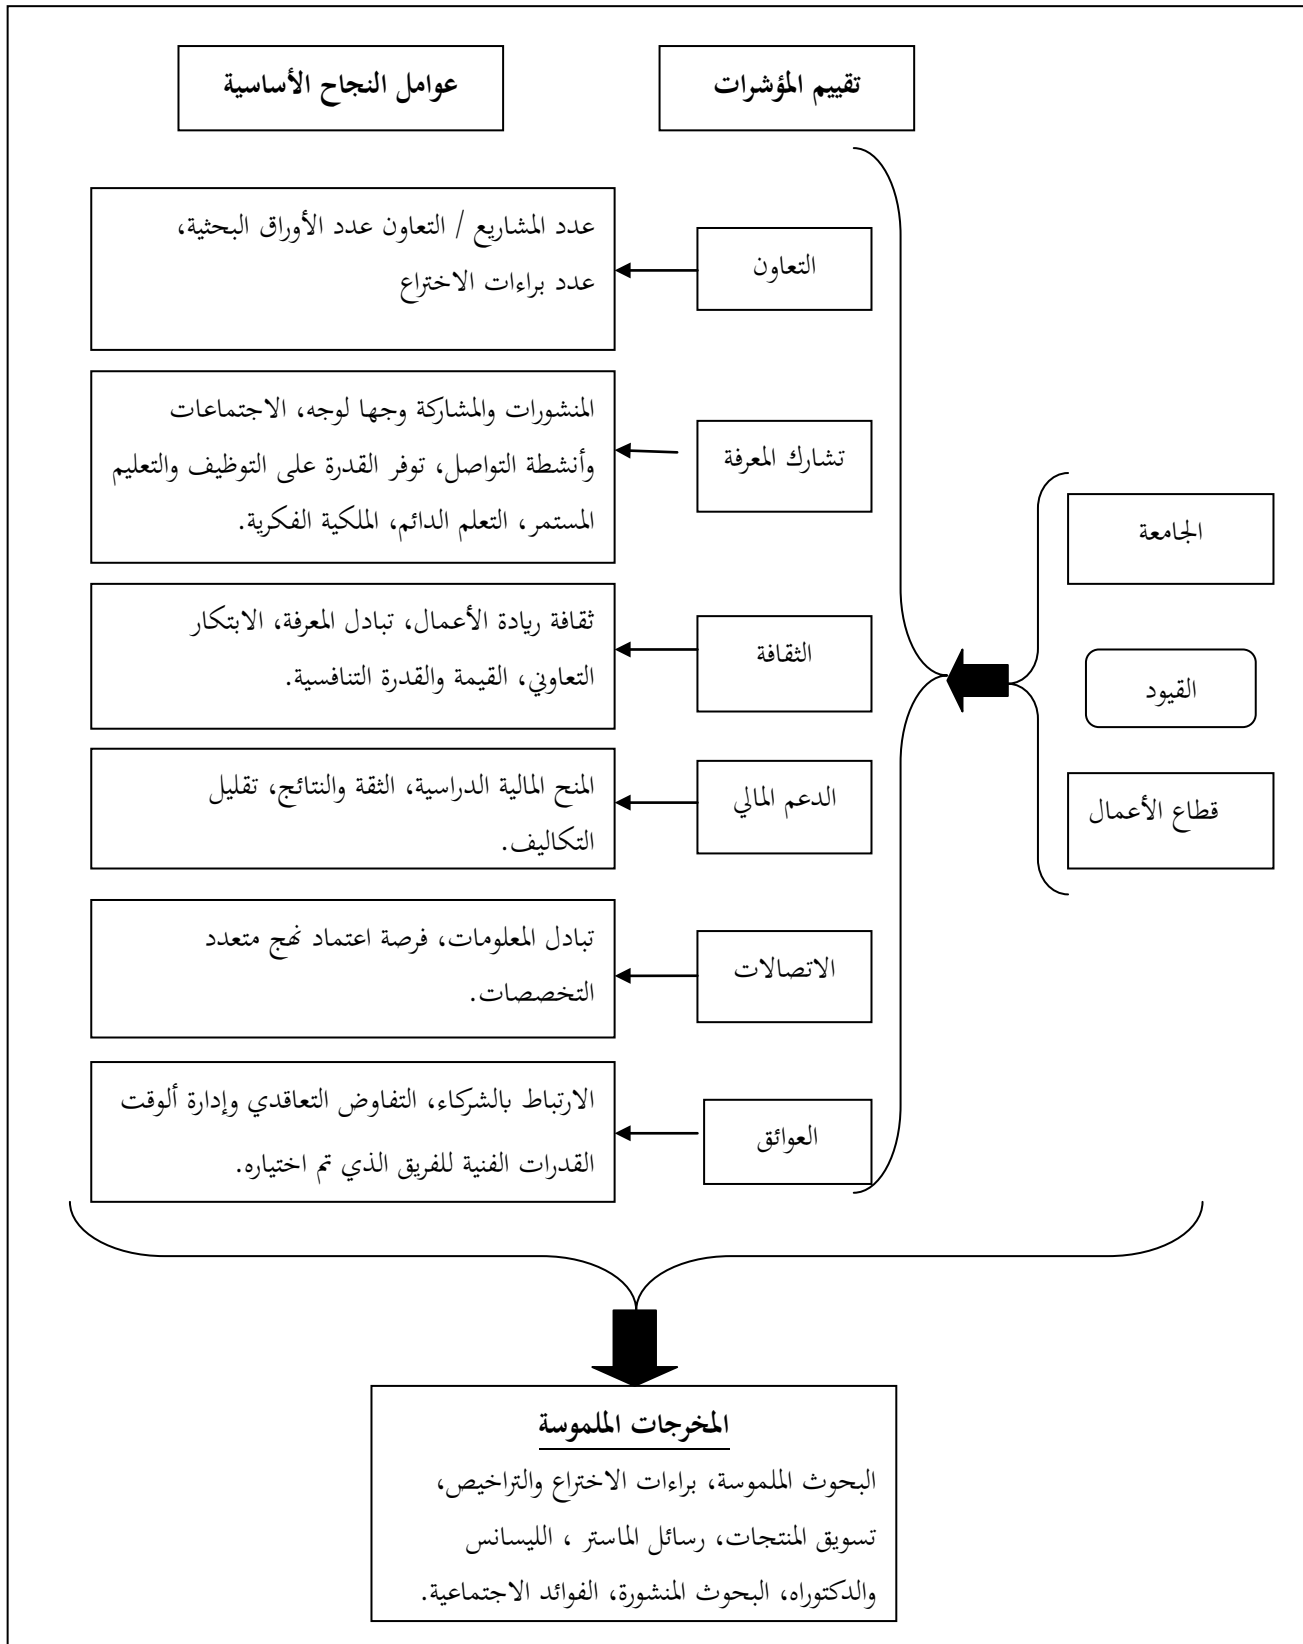 تقييم المؤشرات
عوامل النجاح الأساسية
الجامعة
القيود
قطاع الأعمال
التعاون
عدد المشاريع / التعاون عدد الأوراق البحثية،
عدد براءات الاختراع
تشارك المعرفة
المنشورات والمشاركة وجها لوجه، الاجتماعات
وأنشطة التواصل، توفر القدرة على التوظيف والتعليم
المستمر، التعلم الدائم، الملكية الفكرية.
الثقافة
ثقافة ريادة الأعمال، تبادل المعرفة، الابتكار
التعاوني، القيمة والقدرة التنافسية.
الدعم المالي
المنح المالية الدراسية، الثقة والنتائج، تقليل
التكاليف.
الاتصالات
تبادل المعلومات، فرصة اعتماد نهج متعدد
التخصصات.
العوائق
الارتباط بالشركاء، التفاوض التعاقدي وإدارة ألوقت
القدرات الفنية للفريق الذي تم اختياره.
المخرجات الملموسة
البحوث الملموسة، براءات الاختراع والتراخيص،
تسويق المنتجات، رسائل الماستر ، الليسانس
والدكتوراه، البحوث المنشورة، الفوائد الاجتماعية.